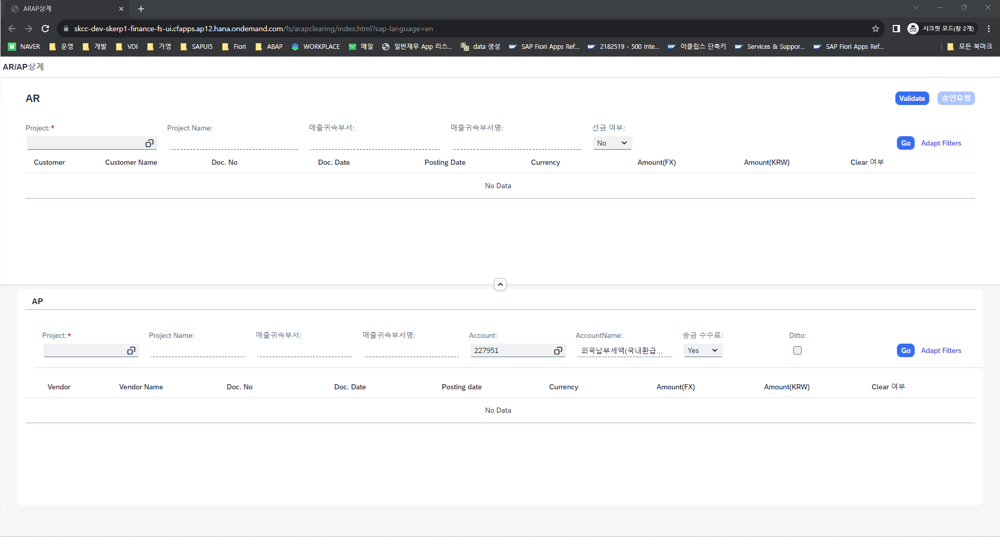 ARAP상계
skcc-dev-skerp1-finance-fs-ui.cfapps.ap12.hana.ondemand.com/fs/arapclearing/index.html?sap-language=en
시크릿 모드(창 2개)
N NAVER 운영 개발 VDI 가영 SAPUI5 Fiori ABAP WORKPLACE 메일 일반재무 App 리스... data 생성 SAP SAP Fiori Apps Ref... SAP 2182519 - 500 Inte... SAP 이클립스 단축키 SAP Services & Suppor... SAP SAP Fiori Apps Ref... 모든 북마크
AR/AP상계
AR Validate 승인요청
Project:* Project Name: 매출귀속부서: 매출귀속부서명: 선금 여부:
No Go Adapt Filters
Customer Customer Name Doc. No Doc. Date Posting Date Currency Amount(FX) Amount(KRW) Clear 여부
No Data
AP
Project:* Project Name: 매출귀속부서: 매출귀속부서명: Account: AccountName: 송금 수수료: Ditto:
227951 외국납부세액(국내환급... Yes Go Adapt Filters
Vendor Vendor Name Doc. No Doc. Date Posting date Currency Amount(FX) Amount(KRW) Clear 여부
No Data